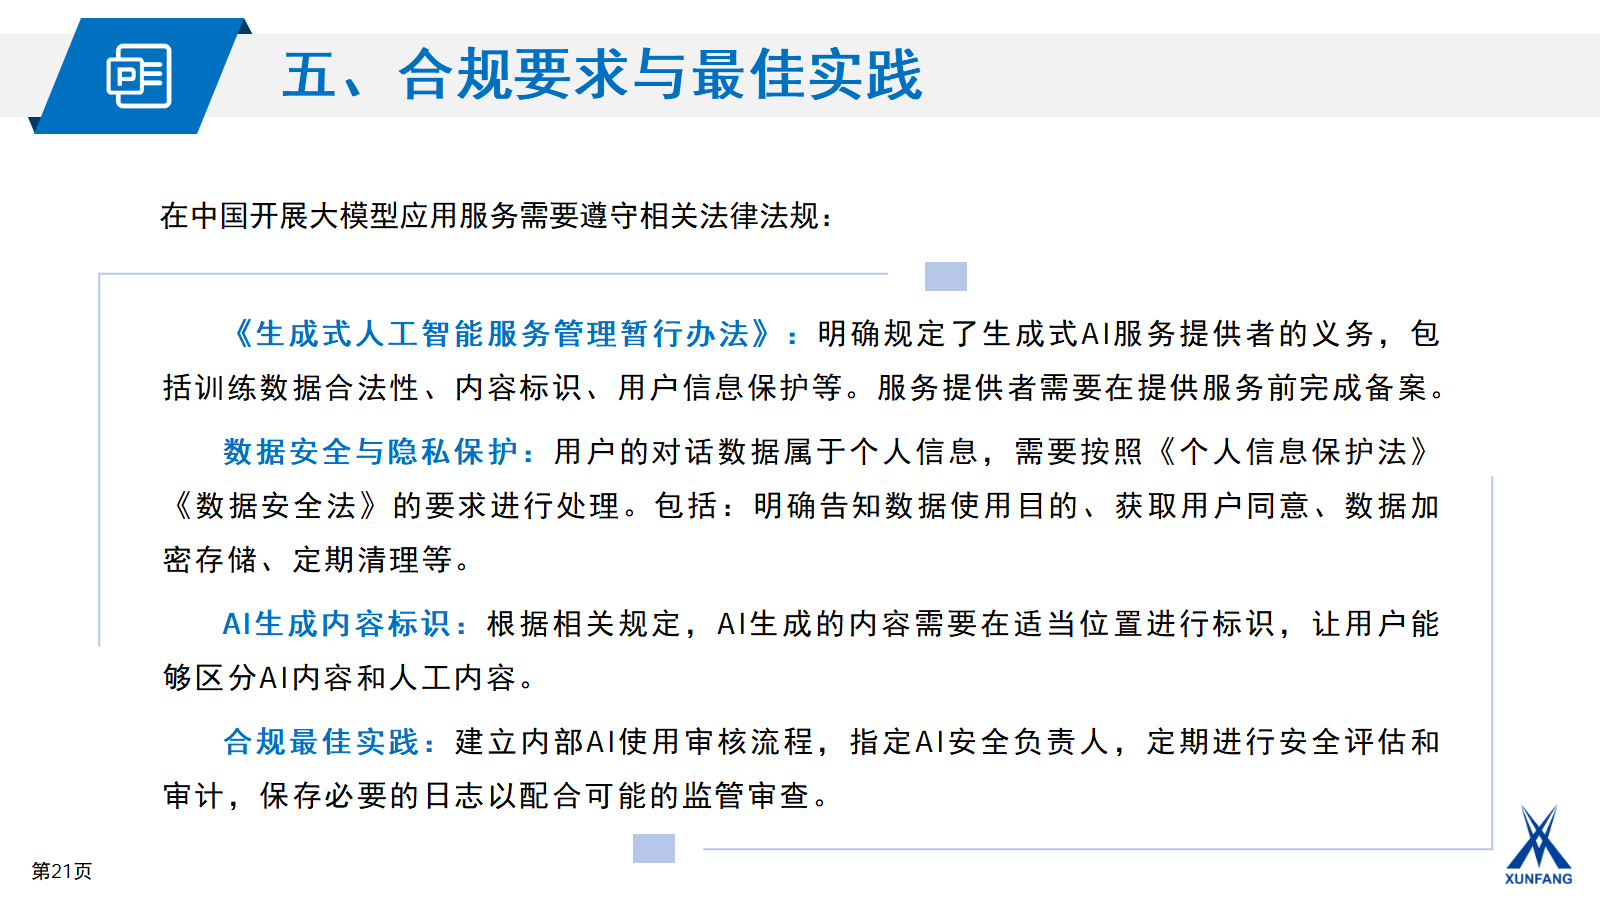 五、合规要求与最佳实践
在中国开展大模型应用服务需要遵守相关法律法规：
《生成式人工智能服务管理暂行办法》：明确规定了生成式AI服务提供者的义务，包
括训练数据合法性、内容标识、用户信息保护等。服务提供者需要在提供服务前完成备案。
数据安全与隐私保护：用户的对话数据属于个人信息，需要按照《个人信息保护法》
《数据安全法》的要求进行处理。包括：明确告知数据使用目的、获取用户同意、数据加
密存储、定期清理等。
AI生成内容标识：根据相关规定，AI生成的内容需要在适当位置进行标识，让用户能
够区分AI内容和人工内容。
合规最佳实践：建立内部AI使用审核流程，指定AI安全负责人，定期进行安全评估和
审计，保存必要的日志以配合可能的监管审查。
第21页
XUNFANG